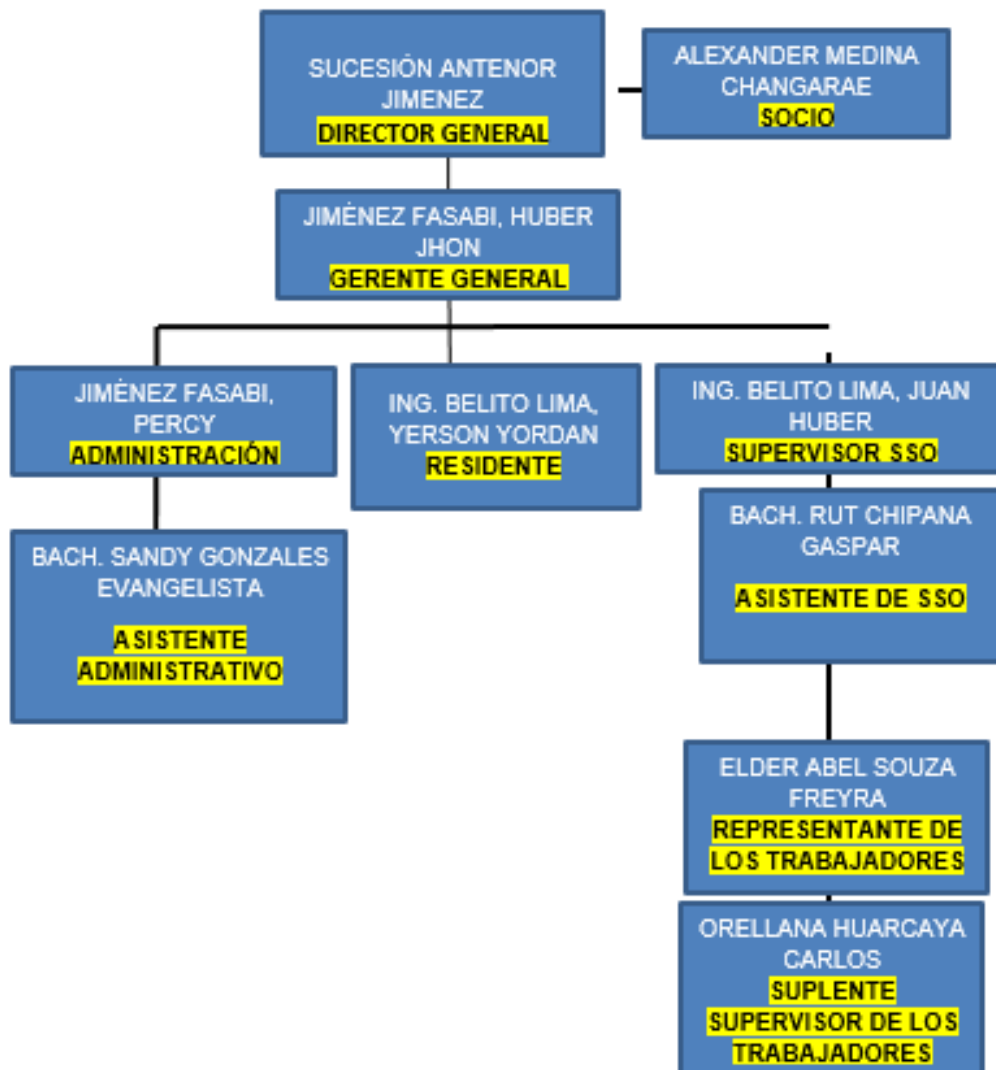 SUCESIÓN ANTENOR
JIMENEZ
DIRECTOR GENERAL
ALEXANDER MEDINA
CHANGARAE
SOCIO
JIMÉNEZ FASABI, HUBER
JHON
GERENTE GENERAL
JIMÉNEZ FASABI,
PERCY
ADMINISTRACIÓN
ING. BELITO LIMA,
YERSON YORDAN
RESIDENTE
ING. BELITO LIMA, JUAN
HUBER
SUPERVISOR SSO
BACH. SANDY GONZALES
EVANGELISTA
ASISTENTE
ADMINISTRATIVO
BACH. RUT CHIPANA
GASPAR
ASISTENTE DE SSO
ELDER ABEL SOUZA
FREYRA
REPRESENTANTE DE
LOS TRABAJADORES
ORELLANA HUARCAYA
CARLOS
SUPLENTE
SUPERVISOR DE LOS
TRABAJADORES